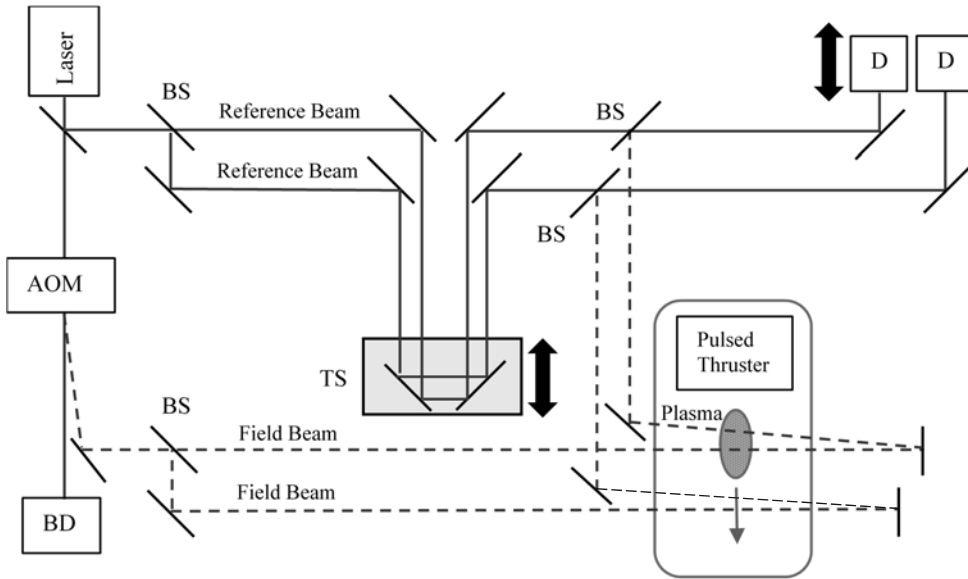 Laser
BS
Reference Beam
BS
D
D
Reference Beam
BS
AOM
Pulsed
Thruster
TS
Plasma
BS
Field Beam
Field Beam
BD